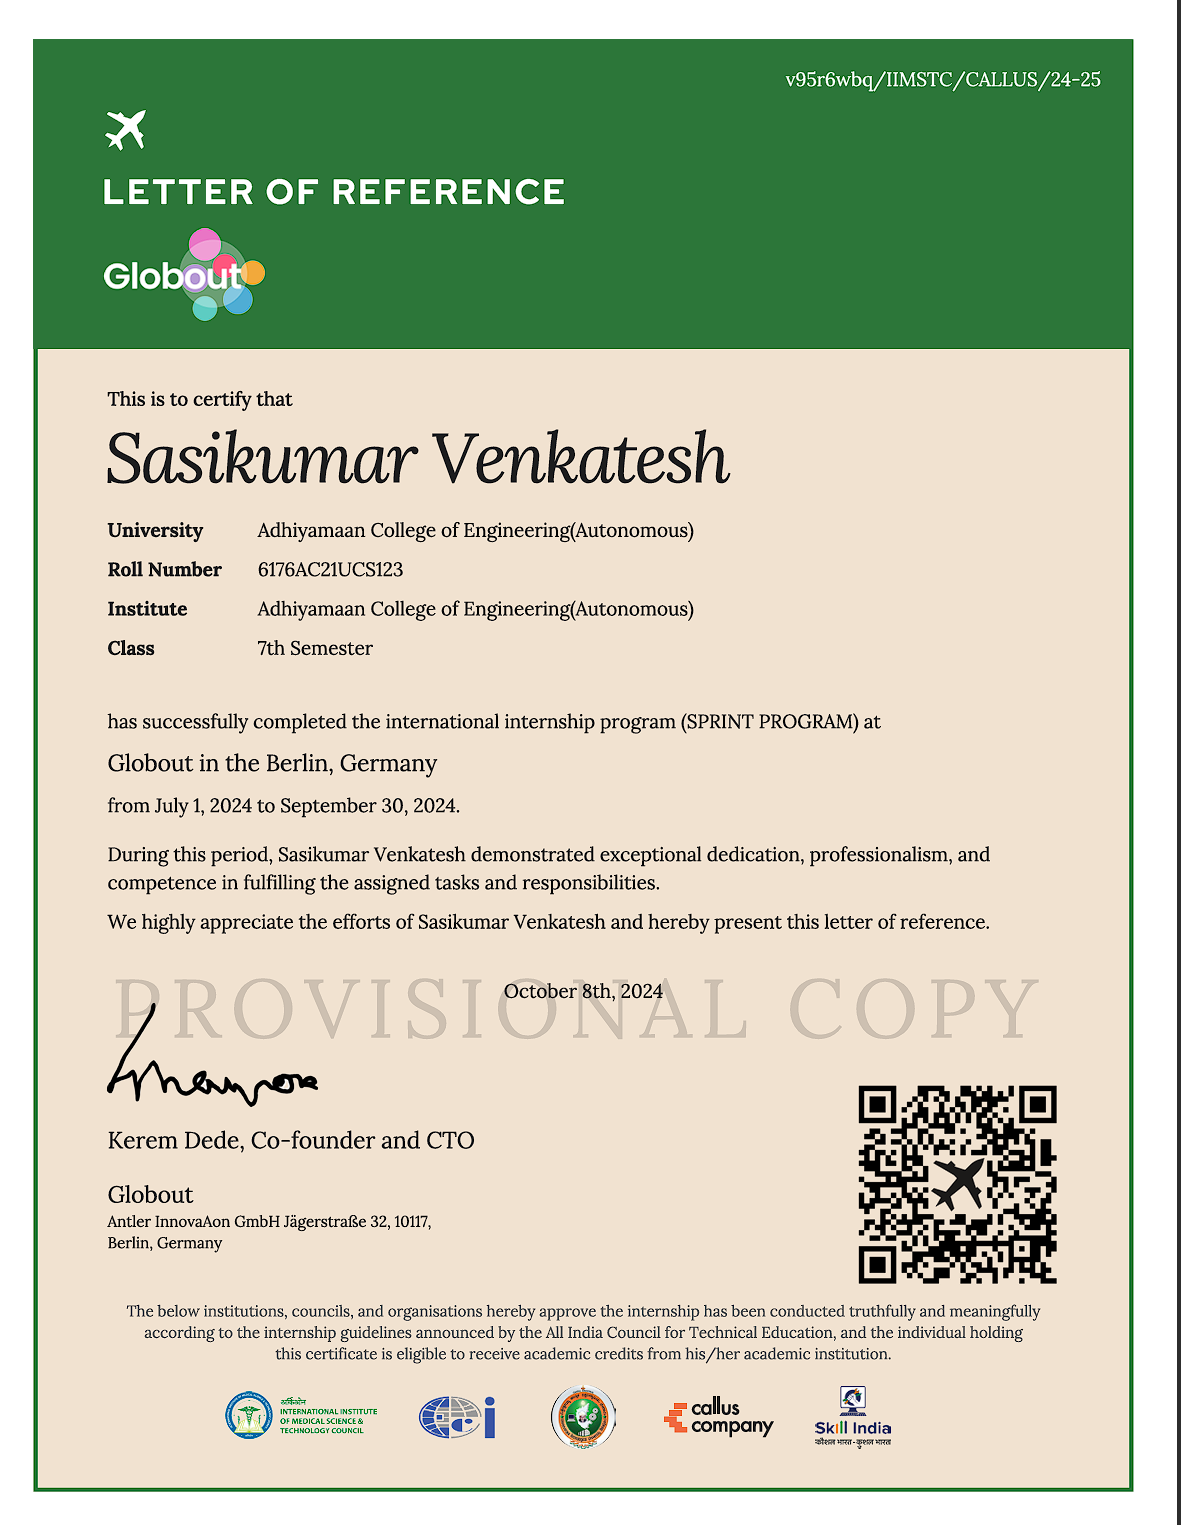 v95r6wbq/IIMSTC/CALLUS/24-25
LETTER OF REFERENCE
Globout
This is to certify that
Sasikumar Venkatesh
University Adhiyamaan College of Engineering(Autonomous)
Roll Number 6176AC21UCS123
Institute Adhiyamaan College of Engineering(Autonomous)
Class 7th Semester
has successfully completed the international internship program (SPRINT PROGRAM) at
Globout in the Berlin, Germany
from July 1, 2024 to September 30, 2024.
During this period, Sasikumar Venkatesh demonstrated exceptional dedication, professionalism, and
competence in fulfilling the assigned tasks and responsibilities.
We highly appreciate the efforts of Sasikumar Venkatesh and hereby present this letter of reference.
October 8th, 2024
PROVISIONAL COPY
Kerem Dede, Co-founder and CTO
Globout
Antler InnovaAon GmbH Jägerstraße 32, 10117,
Berlin, Germany
The below institutions, councils, and organisations hereby approve the internship has been conducted truthfully and meaningfully
according to the internship guidelines announced by the All India Council for Technical Education, and the individual holding
this certificate is eligible to receive academic credits from his/her academic institution.
INTERNATIONAL INSTITUTE
OF MEDICAL SCIENCE &
TECHNOLOGY COUNCIL
callus
company
Skill India
कौशल भारत - कुशल भारत